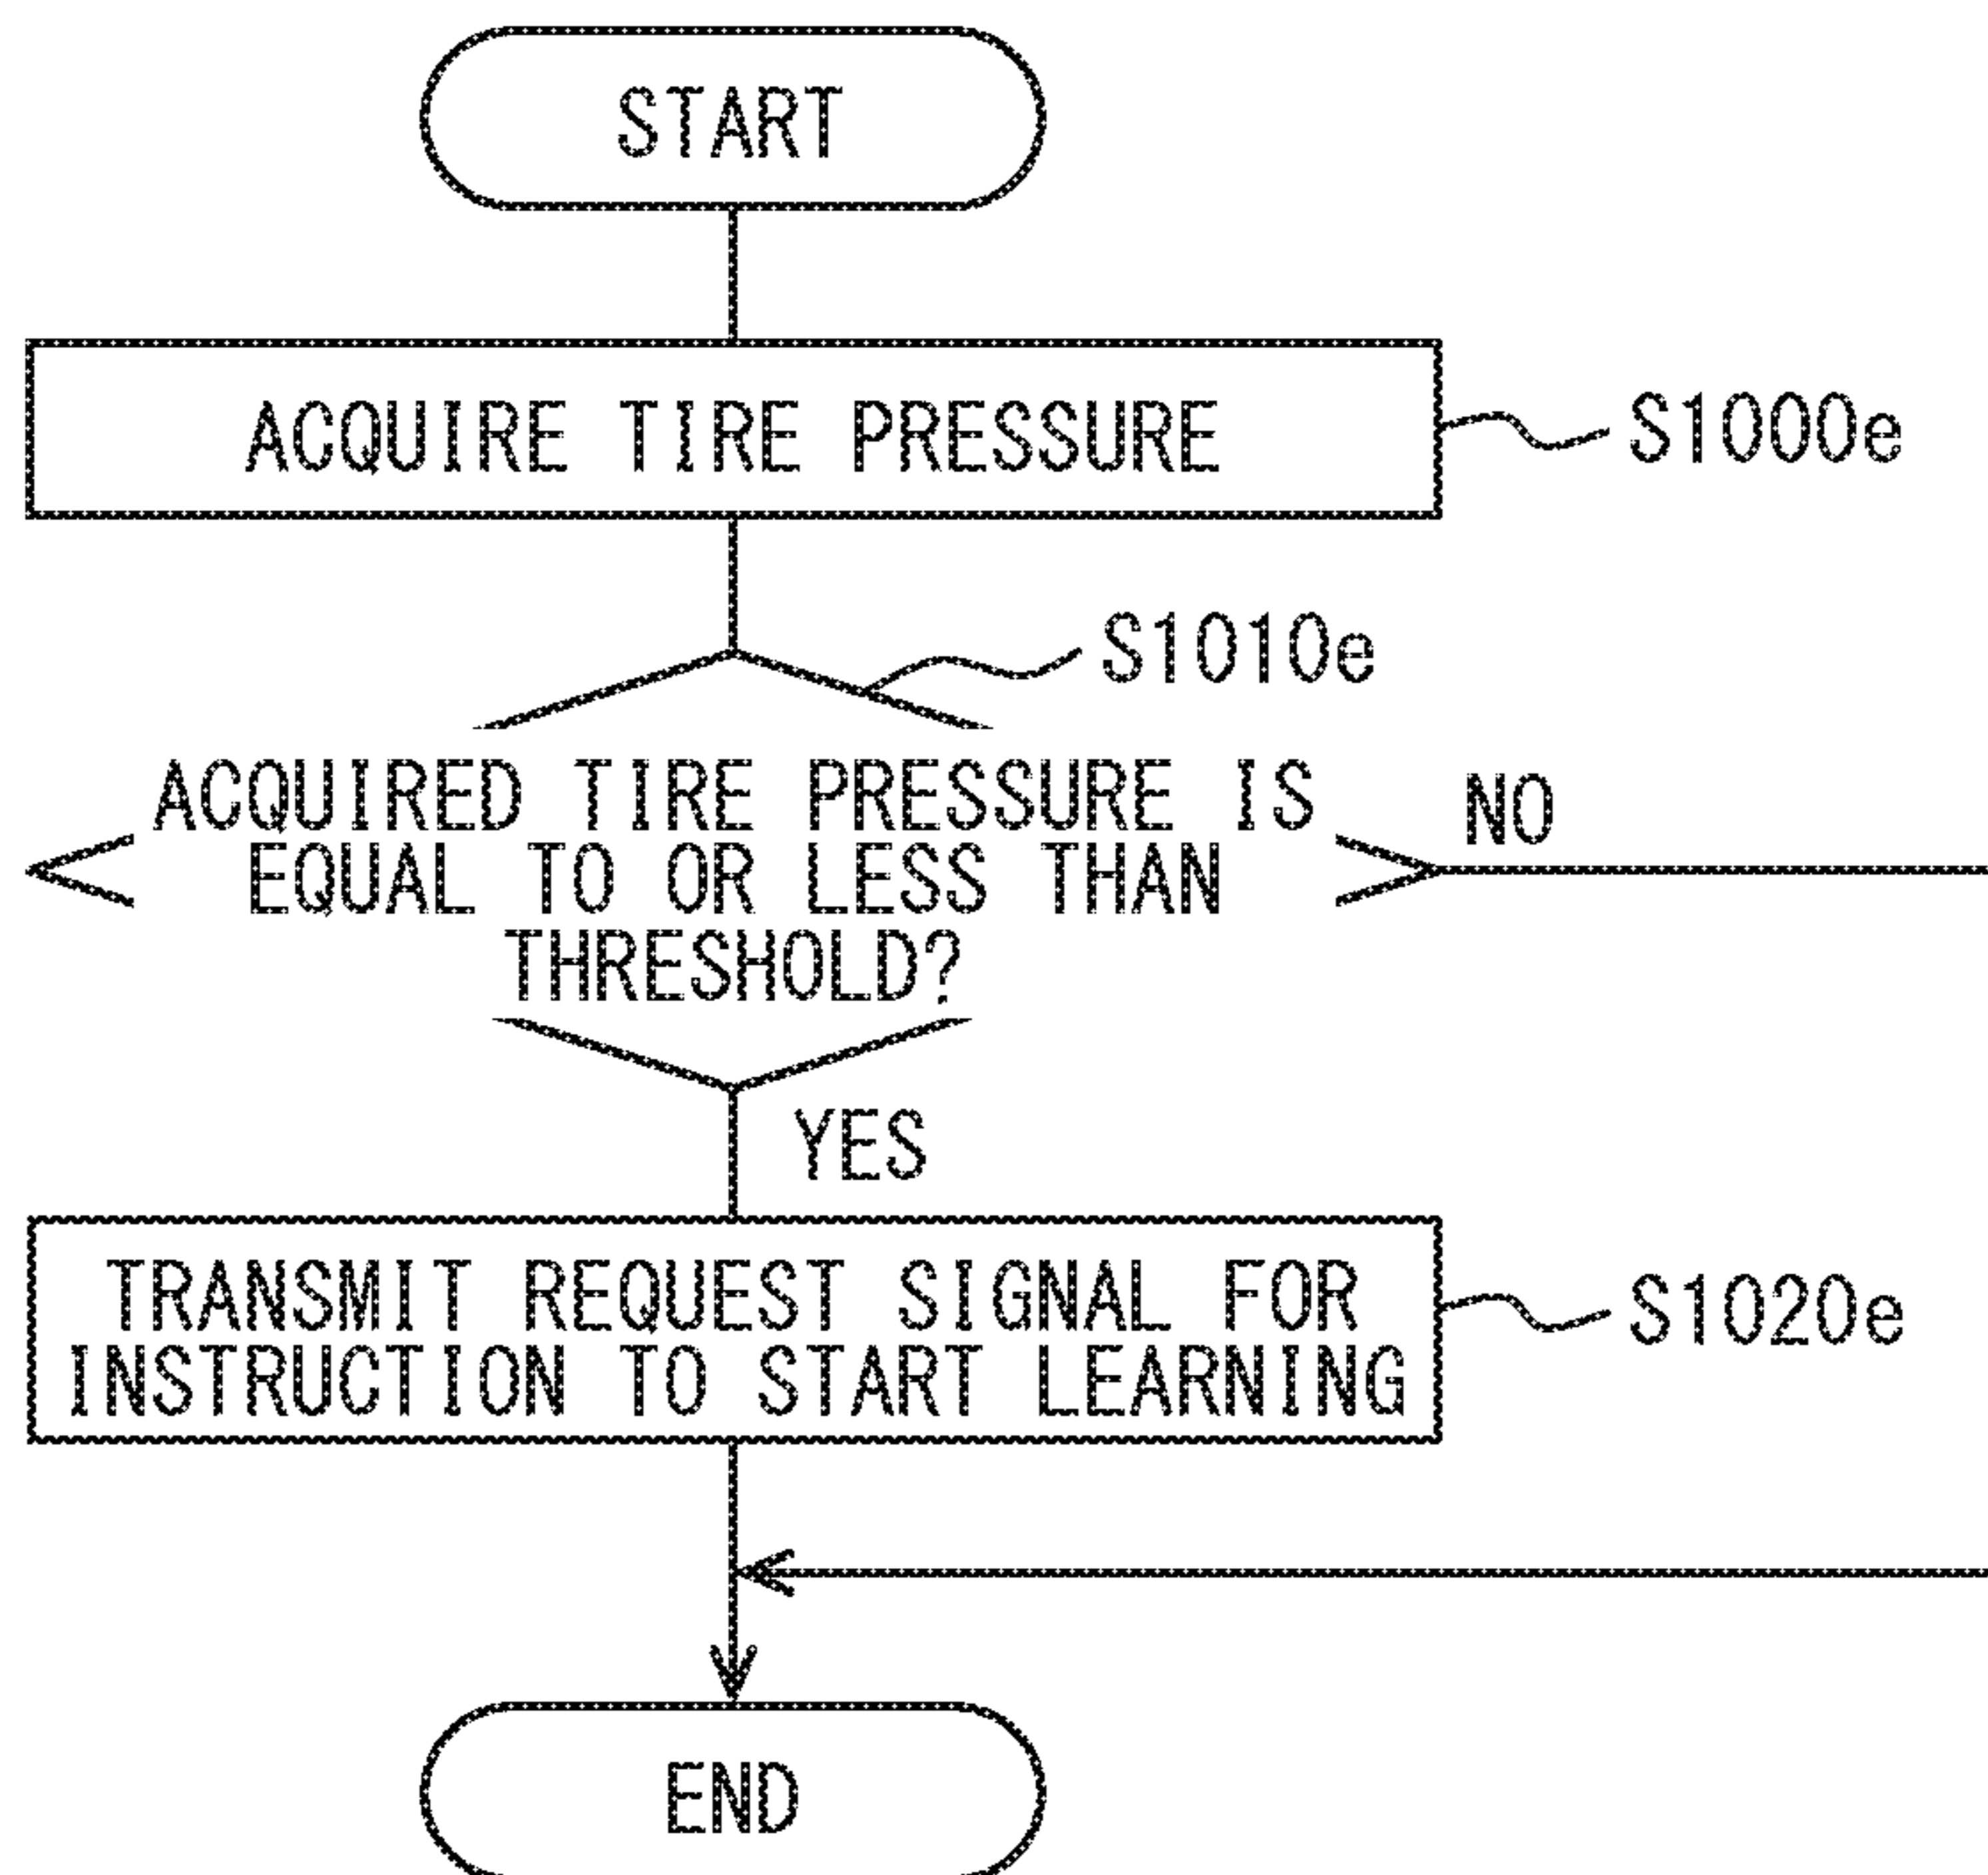 START
ACQUIRE TIRE PRESSURE
S1000e
S1010e
ACQUIRED TIRE PRESSURE IS
EQUAL TO OR LESS THAN
THRESHOLD?
NO
YES
TRANSMIT REQUEST SIGNAL FOR
INSTRUCTION TO START LEARNING
S1020e
END